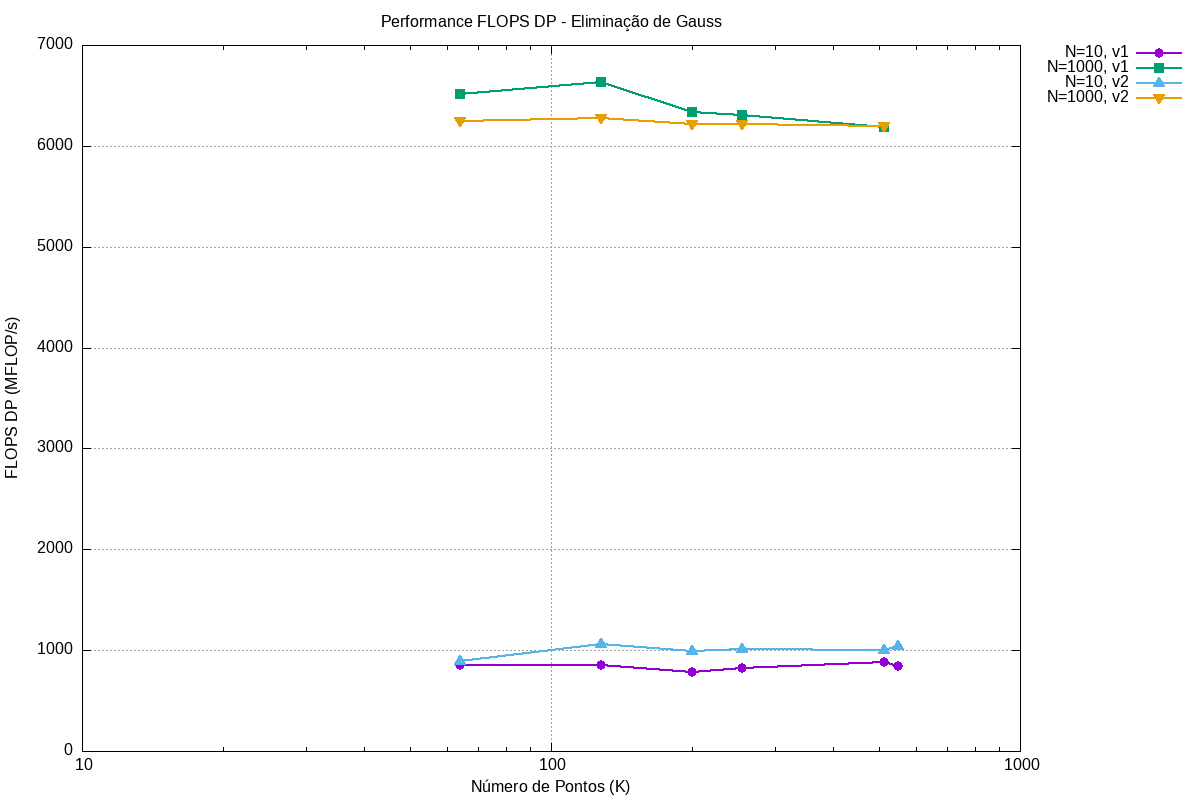 Performance FLOPS DP - Eliminação de Gauss
N=10, v1
N=1000, v1
N=10, v2
N=1000, v2
7000
6000
5000
4000
3000
2000
1000
0
FLOPS DP (MFLOP/s)
10
100
1000
Número de Pontos (K)